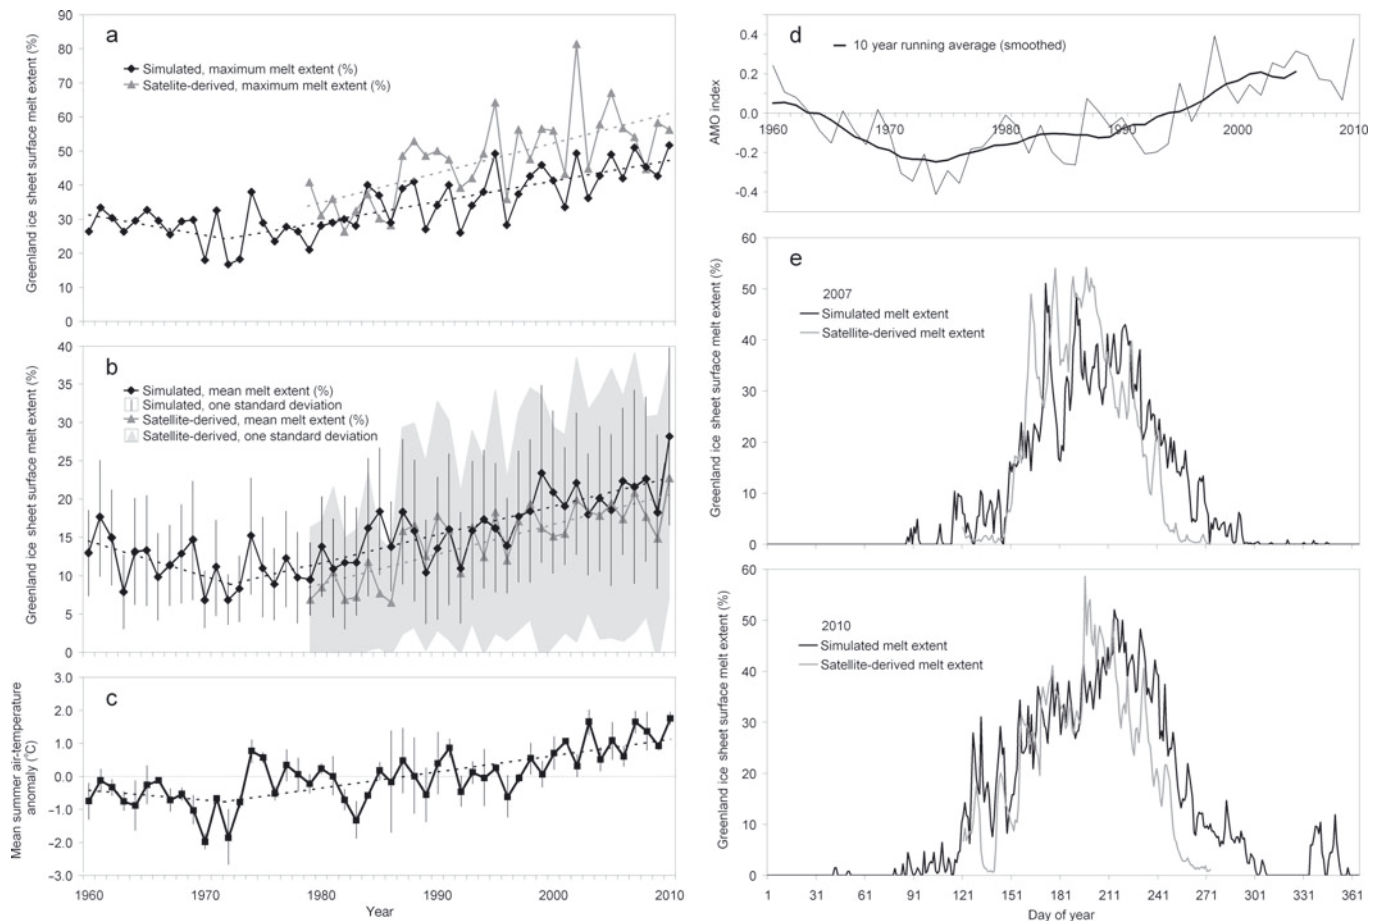 a
Greenland ice sheet surface melt extent (%)
90
80
70
60
50
40
30
20
10
0
Simulated, maximum melt extent (%)
Satelite-derived, maximum melt extent (%)
b
Greenland ice sheet surface melt extent (%)
40
35
30
25
20
15
10
5
0
Simulated, mean melt extent (%)
Simulated, one standard deviation
Satellite-derived, mean melt extent (%)
Satellite-derived, one standard deviation
c
Mean summer air-temperature
anomaly (°C)
3.0
2.0
1.0
0.0
-1.0
-2.0
-3.0
1960 1970 1980 1990 2000 2010
Year
d
AMO index
0.4
0.2
0.0
-0.2
-0.4
10 year running average (smoothed)
1960 1970 1980 1990 2000 2010
e
Greenland ice sheet surface melt extent (%)
60
50
40
30
20
10
0
2007
Simulated melt extent
Satellite-derived melt extent
Greenland ice sheet surface melt extent (%)
60
50
40
30
20
10
0
2010
Simulated melt extent
Satellite-derived melt extent
1 31 61 91 121 151 181 211 241 271 301 331 361
Day of year